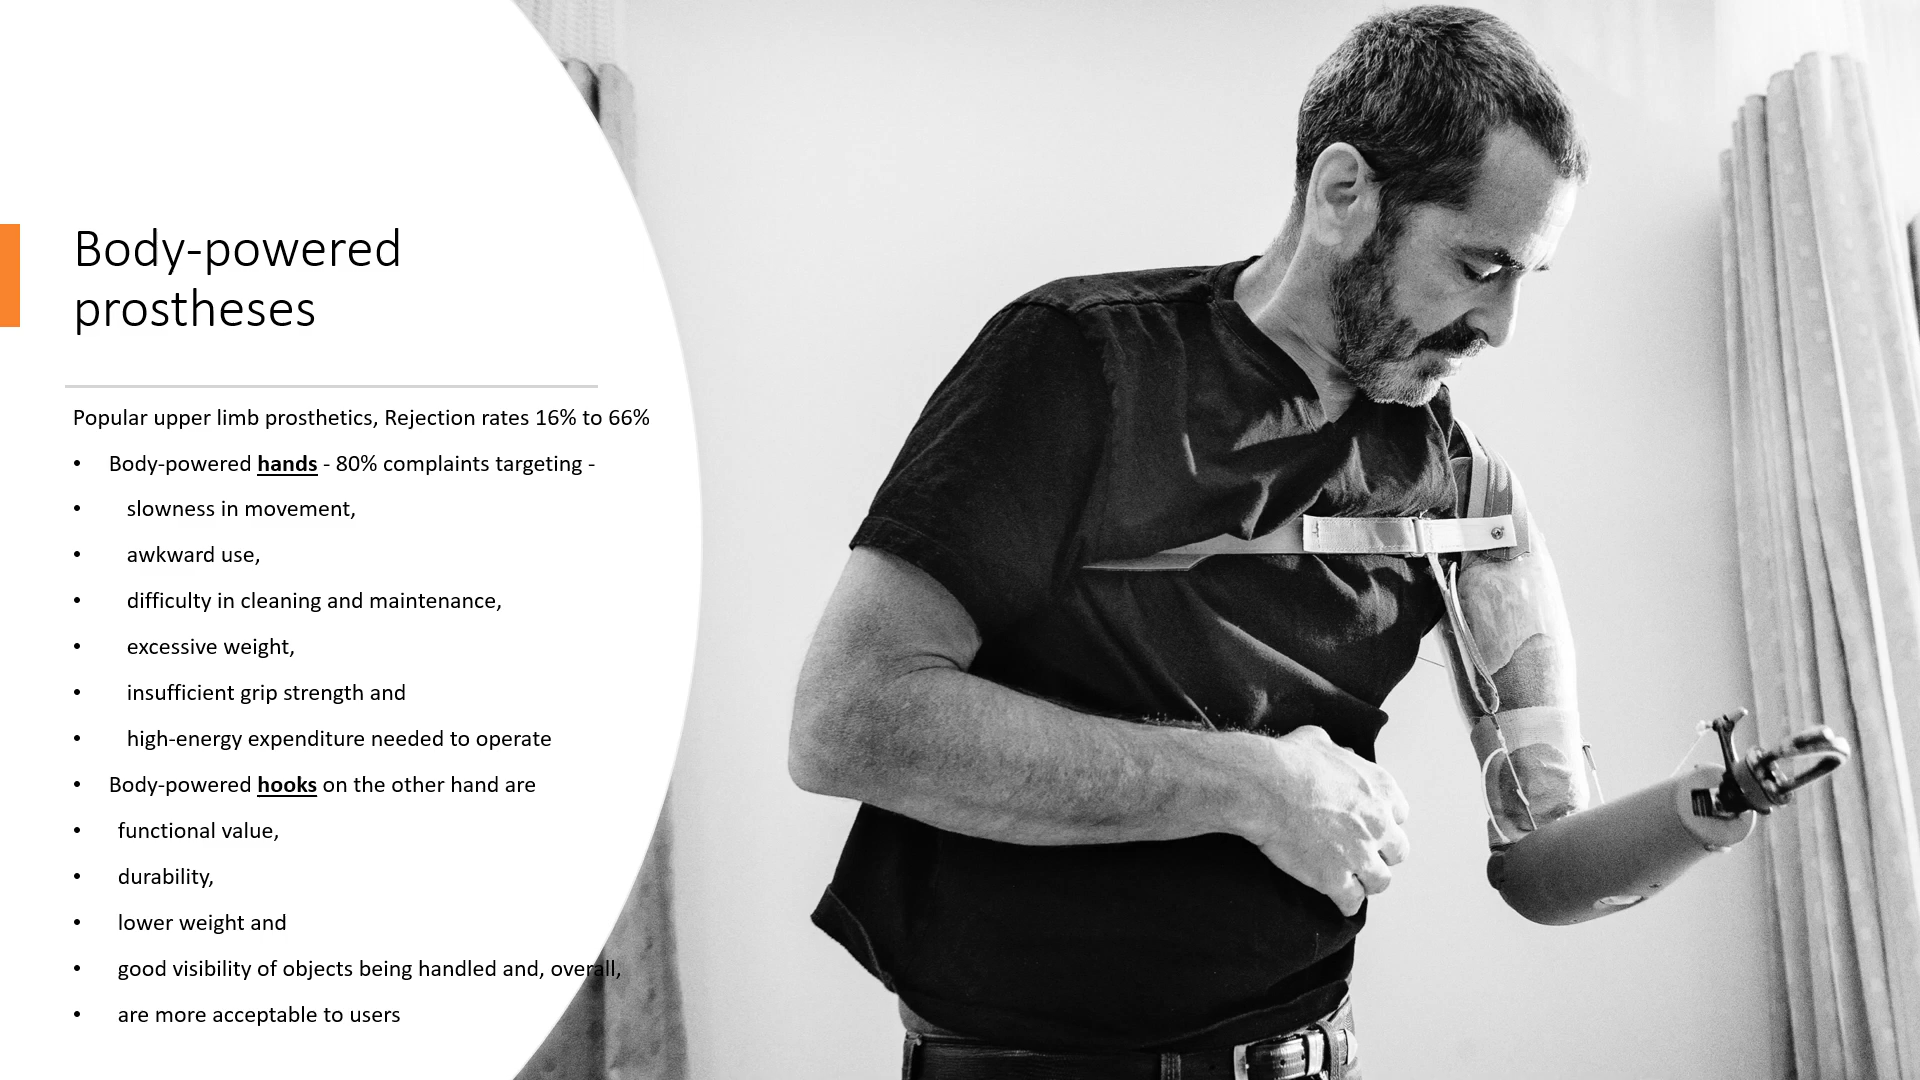 Body-powered
prostheses
Popular upper limb prosthetics, Rejection rates 16% to 66%
• Body-powered hands - 80% complaints targeting -
• slowness in movement,
• awkward use,
• difficulty in cleaning and maintenance,
• excessive weight,
• insufficient grip strength and
• high-energy expenditure needed to operate
• Body-powered hooks on the other hand are
• functional value,
• durability,
• lower weight and
• good visibility of objects being handled and, overall,
• are more acceptable to users